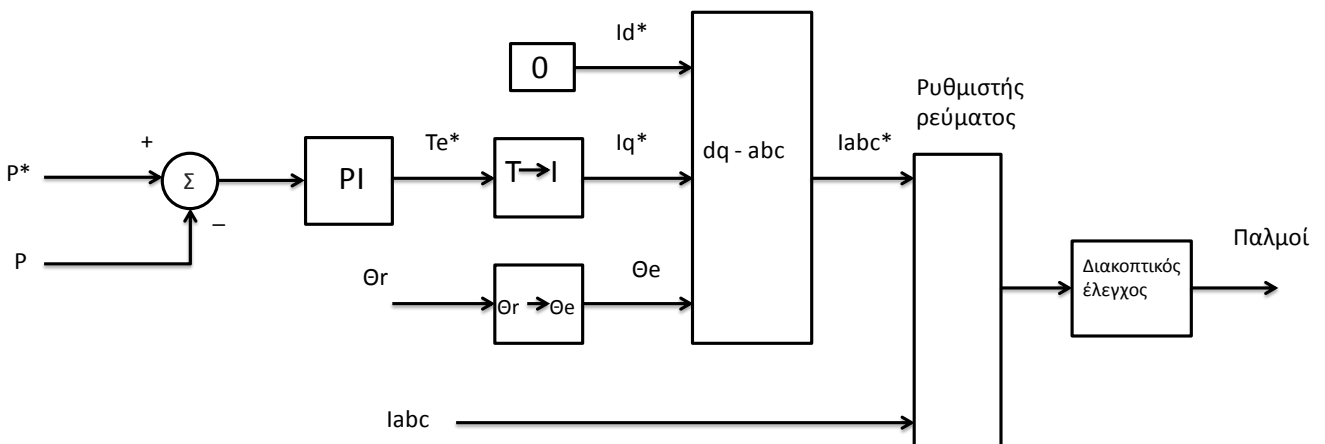 Id*
0
Ρυθμιστής
ρεύματος
+
Te*
Iq*
dq - abc
Iabc*
P*
Σ
PI
T I
–
P
Θr
Θe
Θr Θe
Παλμοί
Διακοπτικός
έλεγχος
Iabc